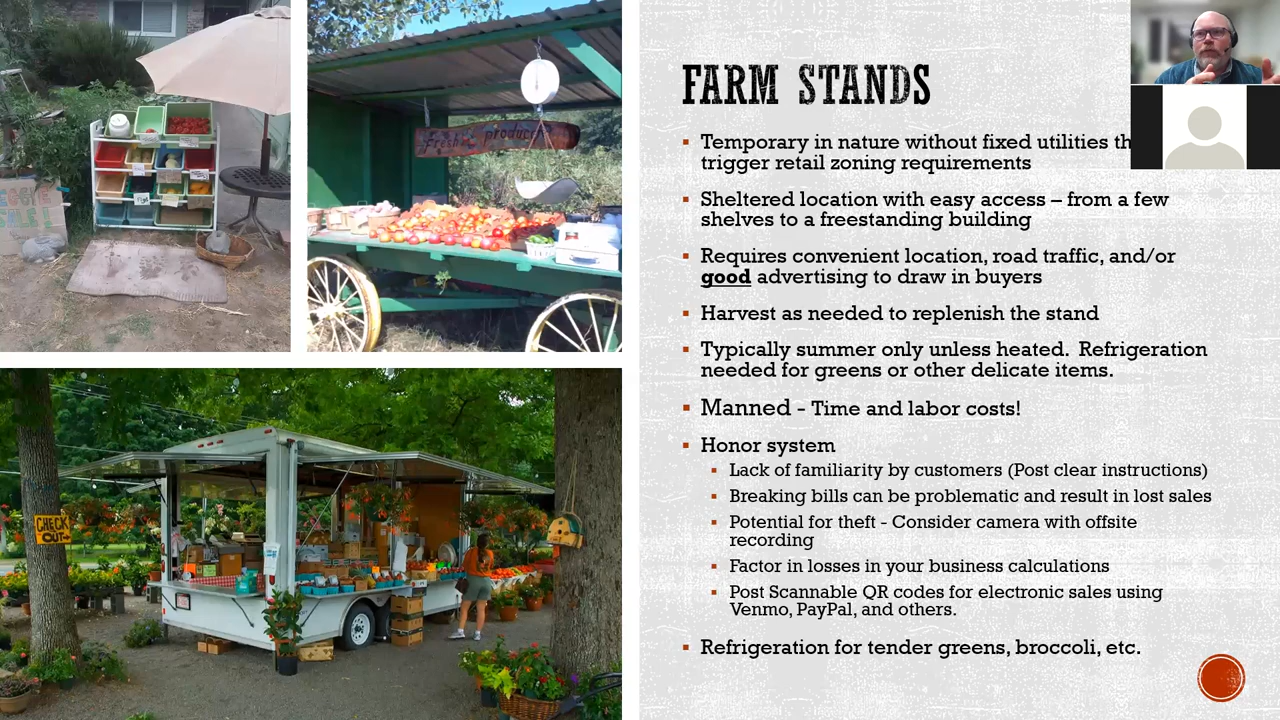 FARM STANDS
Temporary in nature without fixed utilities th
trigger retail zoning requirements
Sheltered location with easy access – from a few
shelves to a freestanding building
Requires convenient location, road traffic, and/or
good advertising to draw in buyers
Harvest as needed to replenish the stand
Typically summer only unless heated.  Refrigeration
needed for greens or other delicate items.
Manned - Time and labor costs!
Honor system
Lack of familiarity by customers (Post clear instructions)
Breaking bills can be problematic and result in lost sales
Potential for theft - Consider camera with offsite
recording
Factor in losses in your business calculations
Post Scannable QR codes for electronic sales using
Venmo, PayPal, and others.
Refrigeration for tender greens, broccoli, etc.
Fresh produce
CHECK
OUT